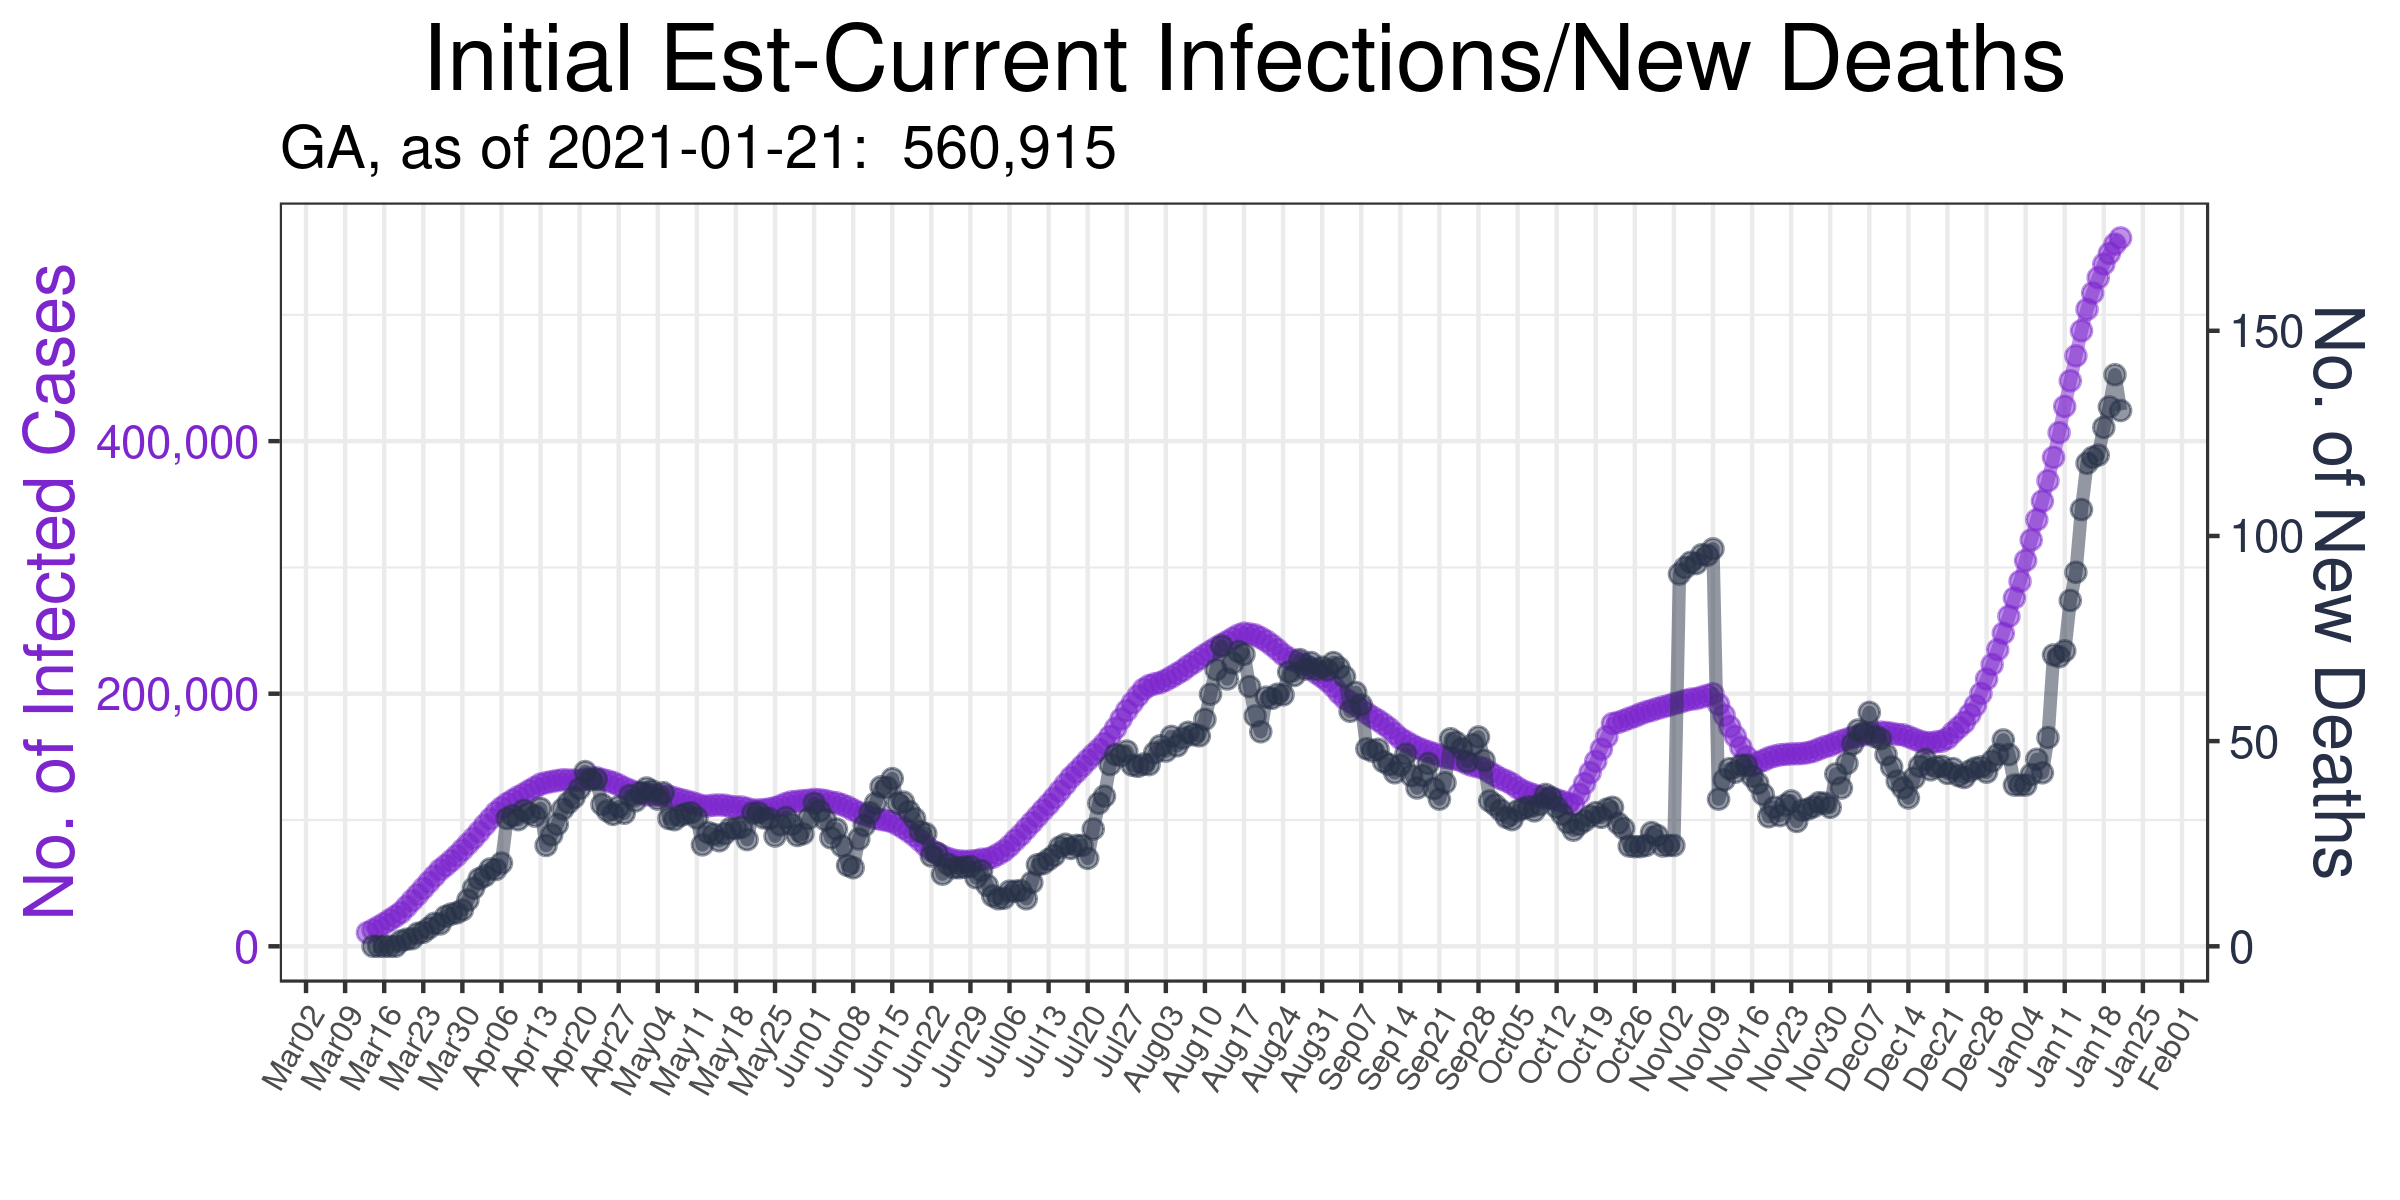 Initial Est-Current Infections/New Deaths
GA, as of 2021-01-21:  560,915
No. of Infected Cases
400,000
200,000
0
150
100
50
0
No. of New Deaths
Mar02
Mar09
Mar16
Mar23
Mar30
Apr06
Apr13
Apr20
Apr27
May04
May11
May18
May25
Jun01
Jun08
Jun15
Jun22
Jun29
Jul06
Jul13
Jul20
Jul27
Aug03
Aug10
Aug17
Aug24
Aug31
Sep07
Sep14
Sep21
Sep28
Oct05
Oct12
Oct19
Oct26
Nov02
Nov09
Nov16
Nov23
Nov30
Dec07
Dec14
Dec21
Dec28
Jan04
Jan11
Jan18
Jan25
Feb01